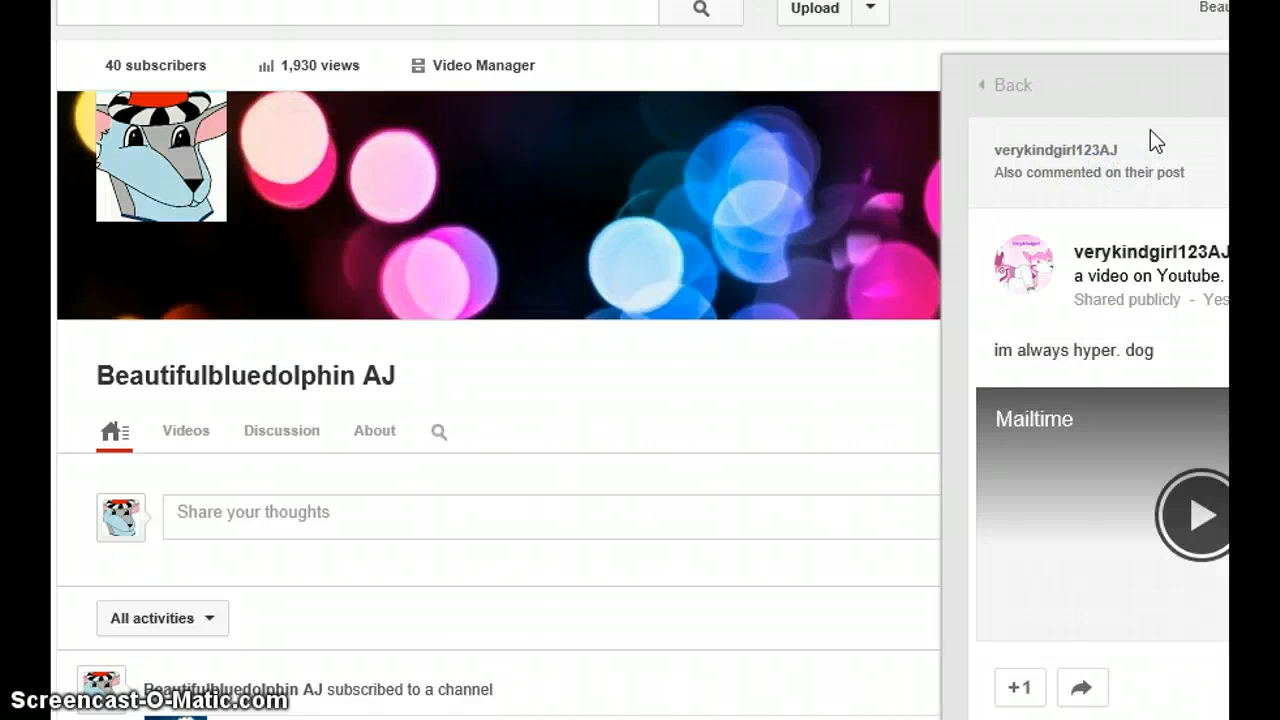 Upload
40 subscribers
1,930 views
Video Manager
Back
verykindgirl123AJ
Also commented on their post
verykindgirl123AJ
a video on Youtube.
Shared publicly - Yes
im always hyper. dog
Mailtime
Beautifulbluedolphin AJ
Videos
Discussion
About
Share your thoughts
All activities
Beautifulbluedolphin AJ subscribed to a channel
+1
Screencast-O-Matic.com